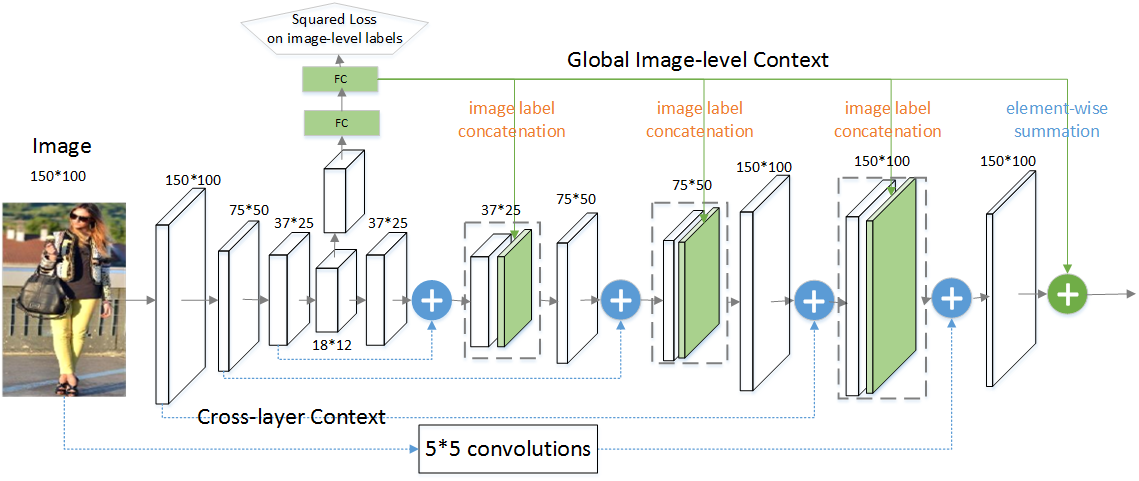 Squared Loss
on image-level labels
FC
Global Image-level Context
FC
image label
concatenation
image label
concatenation
image label
concatenation
element-wise
summation
Image
150*100
150*100
75*50
37*25
37*25
37*25
75*50
75*50
150*100
150*100
150*100
18*12
Cross-layer Context
5*5 convolutions